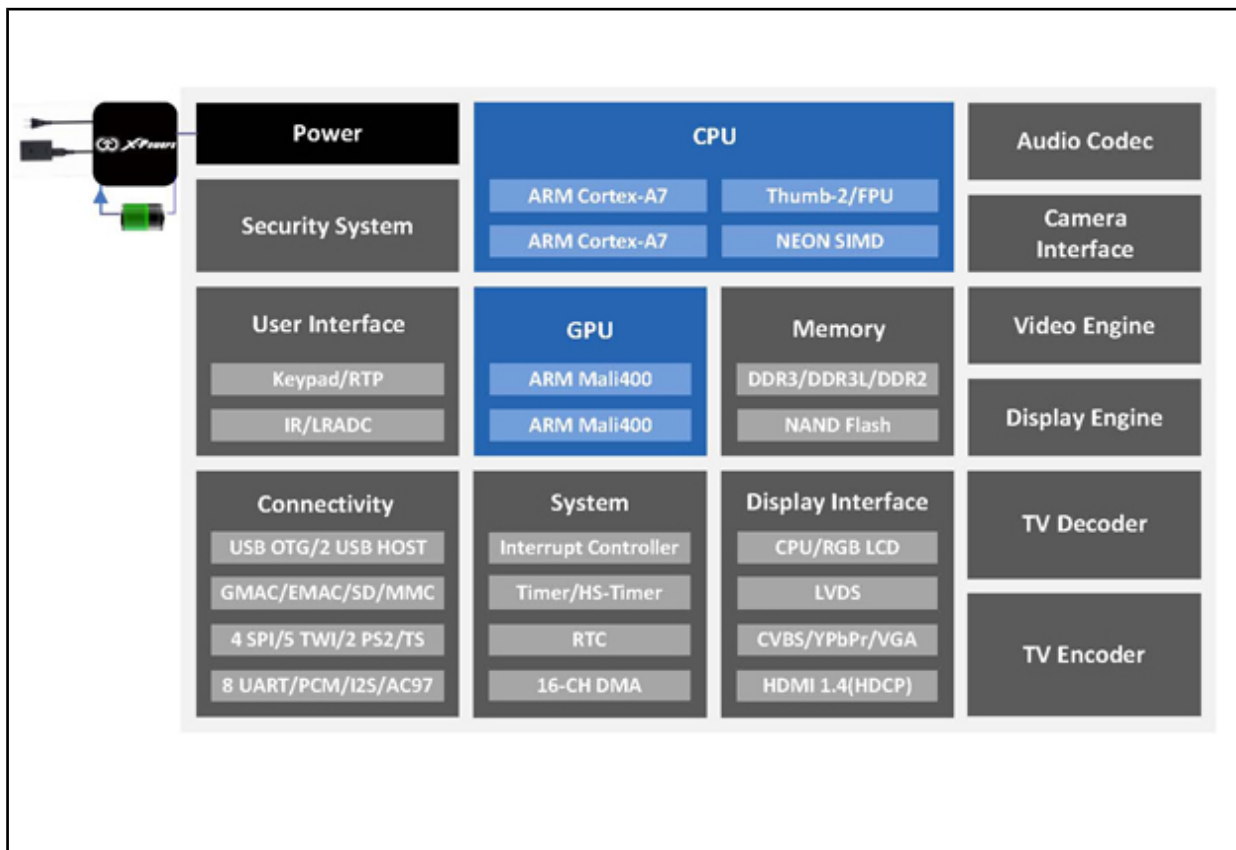 XPowers
Power
Security System
CPU
ARM Cortex-A7
Thumb-2/FPU
ARM Cortex-A7
NEON SIMD
Audio Codec
Camera
Interface
User Interface
Keypad/RTP
IR/LRADC
GPU
ARM Mali400
ARM Mali400
Memory
DDR3/DDR3L/DDR2
NAND Flash
Video Engine
Display Engine
Connectivity
USB OTG/2 USB HOST
GMAC/EMAC/SD/MMC
4 SPI/5 TWI/2 PS2/TS
8 UART/PCM/I2S/AC97
System
Interrupt Controller
Timer/HS-Timer
RTC
16-CH DMA
Display Interface
CPU/RGB LCD
LVDS
CVBS/YPbPr/VGA
HDMI 1.4(HDCP)
TV Decoder
TV Encoder